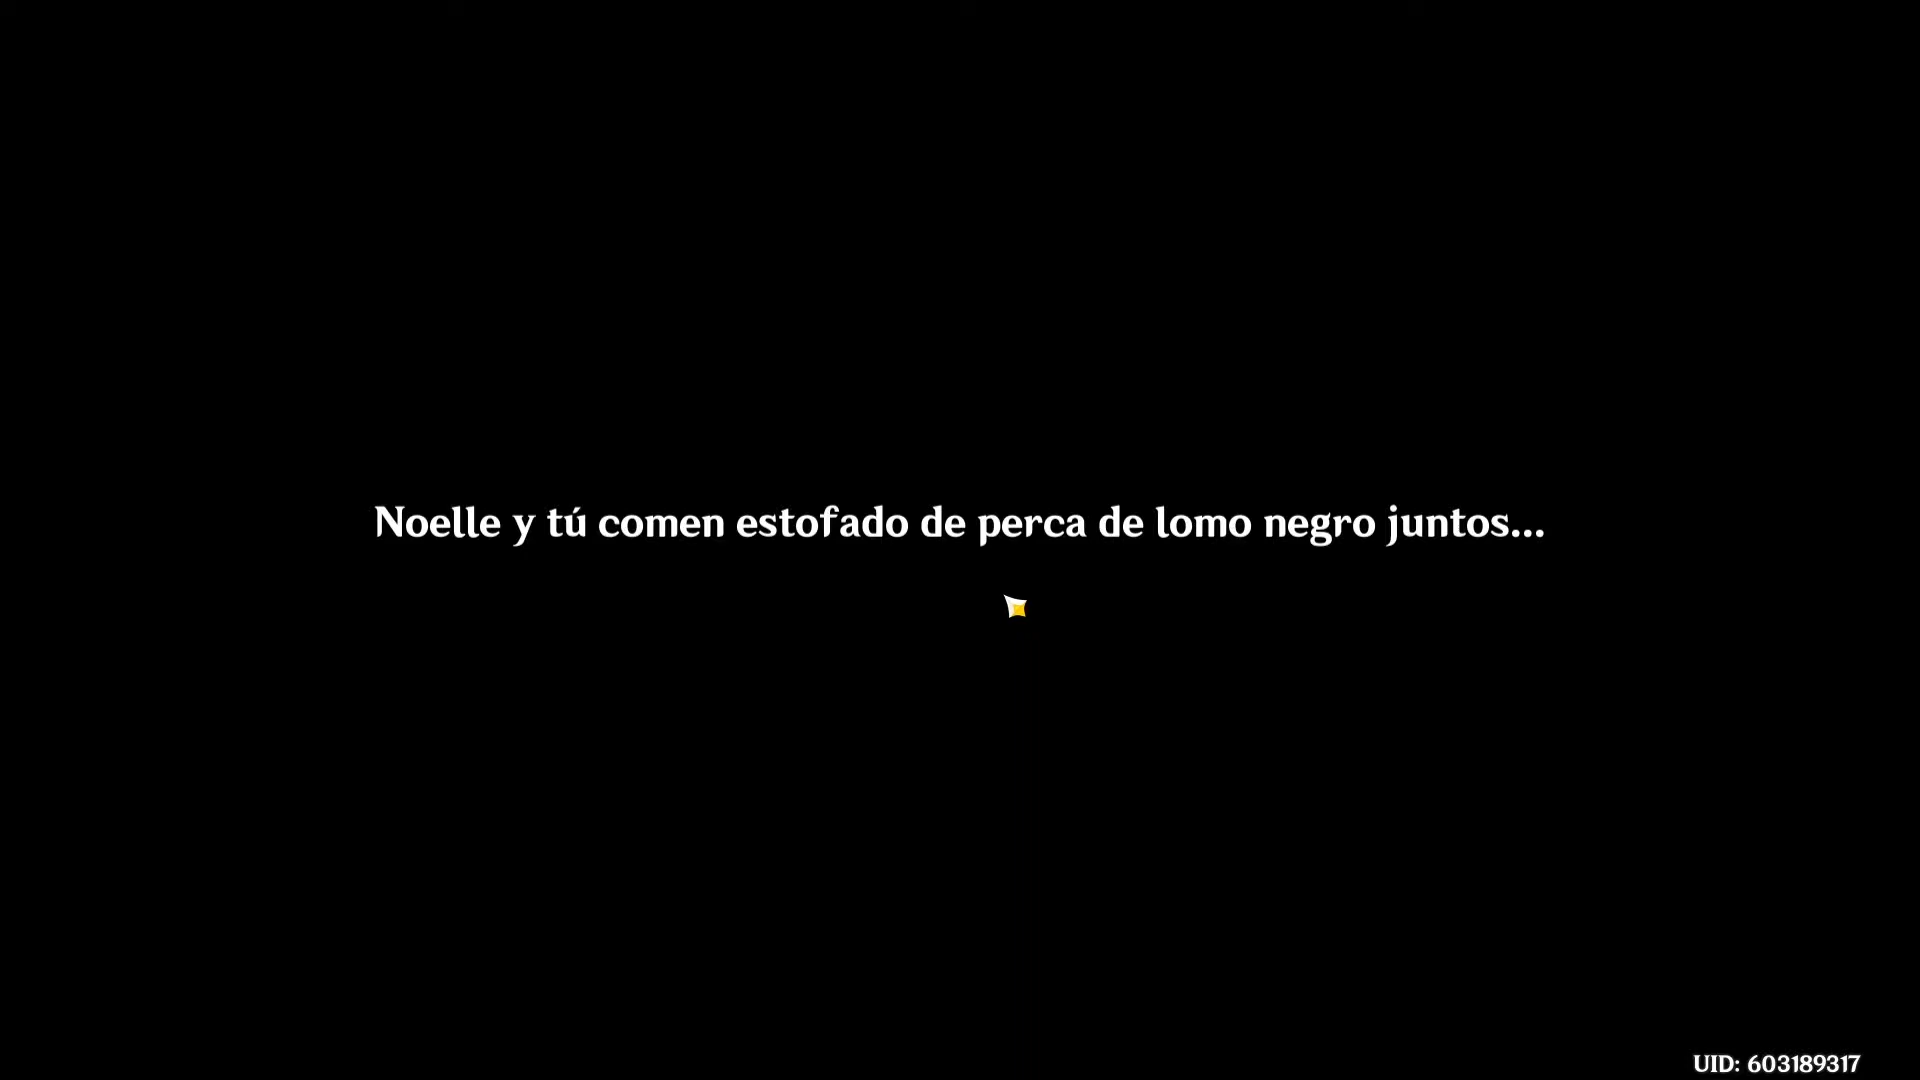 Noelle y tú comen estofado de perca de lomo negro juntos...
UID: 603189317